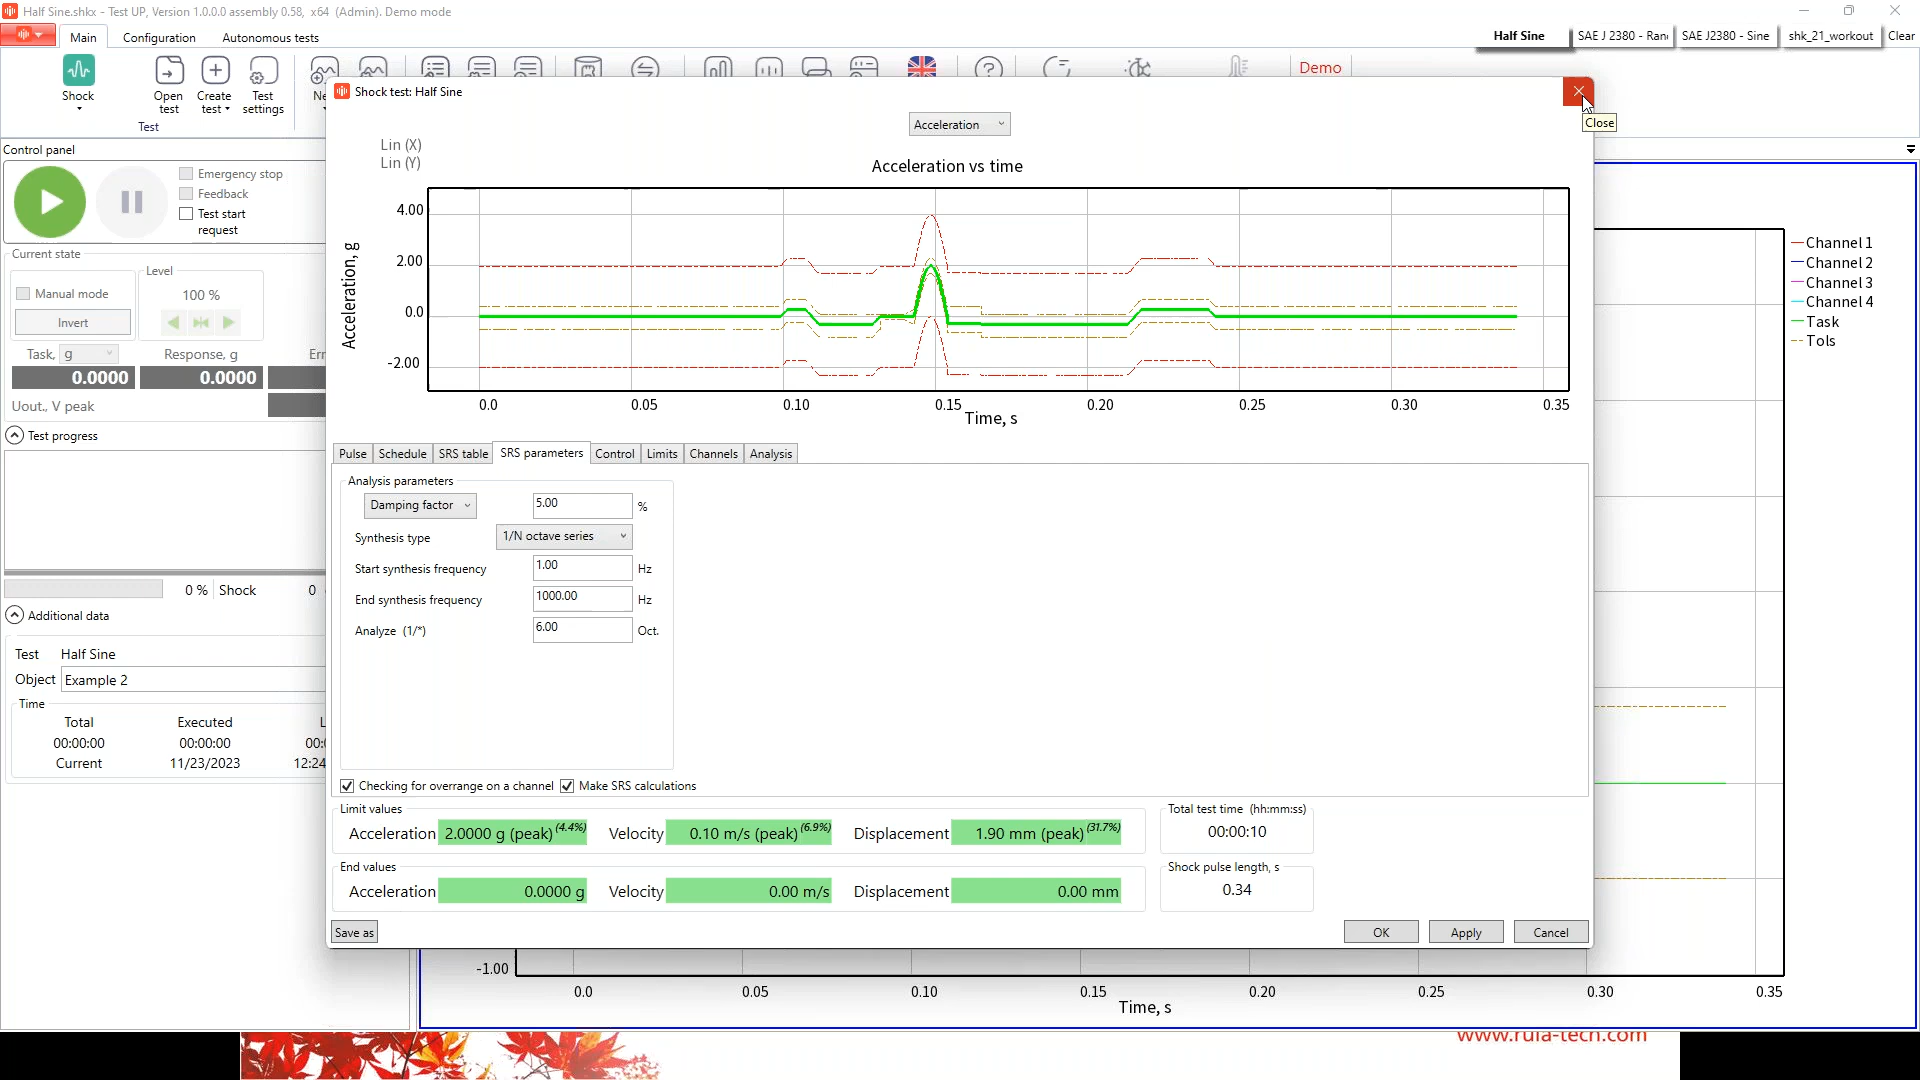 Half Sine.shkx - Test UP, Version 1.0.0.0 assembly 0.58, x64 (Admin). Demo mode
Main Configuration Autonomous tests
Half Sine SAE J 2380 - Ran SAE J2380 - Sine shk_21_workout Clear
Shock Open test Create test Test settings Ne
Demo
Test
Shock test: Half Sine
Close
Control panel
Emergency stop
Feedback
Test start request
Current state
Manual mode
Invert
Level
100 %
Task, g Response, g Err
0.0000 0.0000
Uout., V peak
Test progress
0 % Shock 0
Additional data
Test Half Sine
Object Example 2
Time
Total Executed L
00:00:00 00:00:00 00:
Current 11/23/2023 12:24
Acceleration
Lin (X)
Lin (Y)
Acceleration vs time
Acceleration, g
4.00
2.00
0.0
-2.00
0.0 0.05 0.10 0.15 0.20 0.25 0.30 0.35
Time, s
Pulse Schedule SRS table SRS parameters Control Limits Channels Analysis
Analysis parameters
Damping factor 5.00 %
Synthesis type 1/N octave series
Start synthesis frequency 1.00 Hz
End synthesis frequency 1000.00 Hz
Analyze (1/*) 6.00 Oct.
Checking for overrange on a channel Make SRS calculations
Limit values
Acceleration 2.0000 g (peak) (4.4%) Velocity 0.10 m/s (peak) (6.9%) Displacement 1.90 mm (peak) (31.7%)
Total test time (hh:mm:ss)
00:00:10
End values
Acceleration 0.0000 g Velocity 0.00 m/s Displacement 0.00 mm
Shock pulse length, s
0.34
Save as OK Apply Cancel
Channel 1
Channel 2
Channel 3
Channel 4
Task
Tols
-1.00
0.0 0.05 0.10 0.15 0.20 0.25 0.30 0.35
Time, s